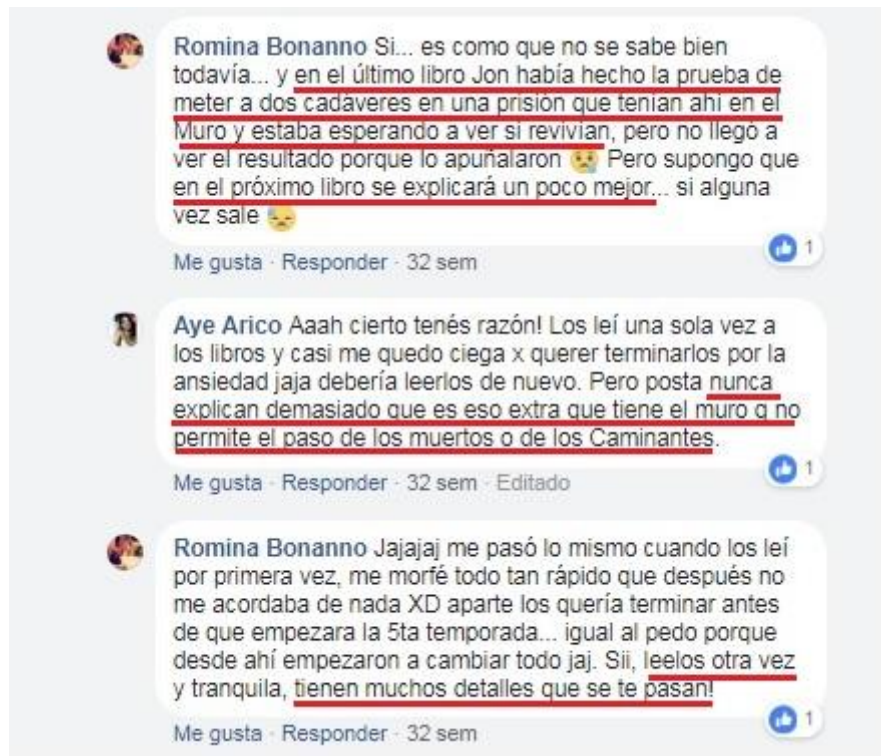 Romina Bonanno Si... es como que no se sabe bien
todavía... y en el último libro Jon había hecho la prueba de
meter a dos cadáveres en una prisión que tenían ahi en el
Muro y estaba esperando a ver si revivían, pero no llegó a
ver el resultado porque lo apuñalaron 😢 Pero supongo que
en el próximo libro se explicará un poco mejor... si alguna
vez sale 😓
1
Me gusta · Responder · 32 sem
Aye Arico Aaah cierto tenés razón! Los leí una sola vez a
los libros y casi me quedo ciega x querer terminarlos por la
ansiedad jaja debería leerlos de nuevo. Pero posta nunca
explican demasiado que es eso extra que tiene el muro q no
permite el paso de los muertos o de los Caminantes.
1
Me gusta · Responder · 32 sem · Editado
Romina Bonanno Jajajaj me pasó lo mismo cuando los leí
por primera vez, me morfé todo tan rápido que después no
me acordaba de nada XD aparte los quería terminar antes
de que empezara la 5ta temporada... igual al pedo porque
desde ahí empezaron a cambiar todo jaj. Sii, leelos otra vez
y tranquila, tienen muchos detalles que se te pasan!
1
Me gusta · Responder · 32 sem